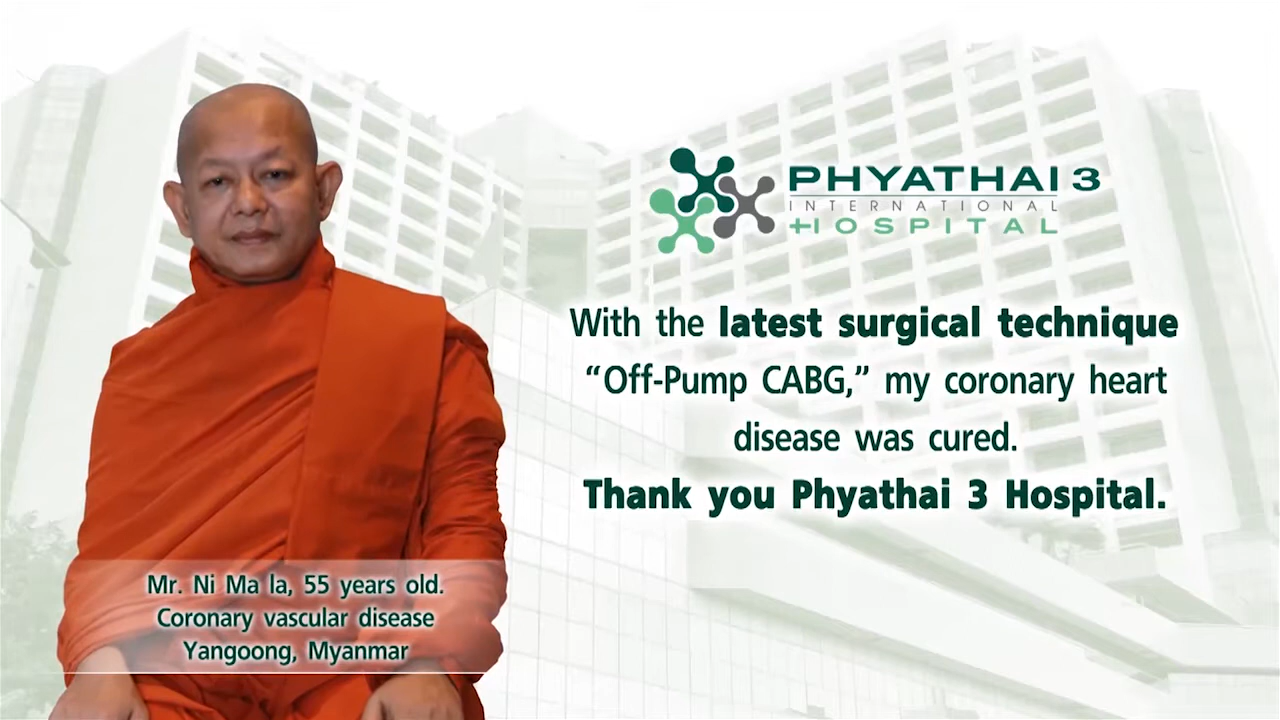 PHYATHAI 3
INTERNATIONAL
HOSPITAL
With the latest surgical technique
“Off-Pump CABG,” my coronary heart
disease was cured.
Thank you Phyathai 3 Hospital.
Mr. Ni Ma la, 55 years old.
Coronary vascular disease
Yangoong, Myanmar